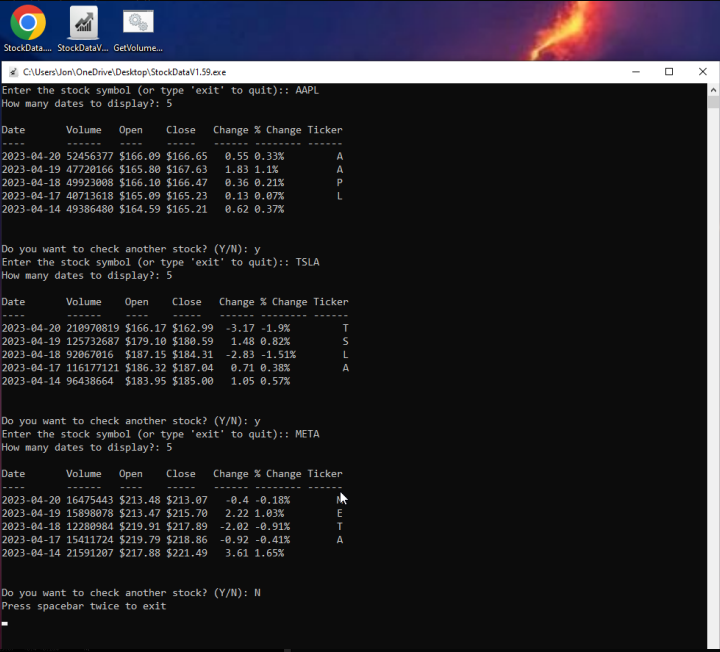 StockData.... StockDataV... GetVolume...
C:\Users\Jon\OneDrive\Desktop\StockDataV1.59.exe
Enter the stock symbol (or type 'exit' to quit):: AAPL
How many dates to display?: 5
Date Volume Open Close Change % Change Ticker
---- ------ ---- ----- ------ -------- ------
2023-04-20 52456377 $166.09 $166.65 0.55 0.33% A
2023-04-19 47720166 $165.80 $167.63 1.83 1.1% A
2023-04-18 49923008 $166.10 $166.47 0.36 0.21% P
2023-04-17 40713618 $165.09 $165.23 0.13 0.07% L
2023-04-14 49386480 $164.59 $165.21 0.62 0.37%
Do you want to check another stock? (Y/N): y
Enter the stock symbol (or type 'exit' to quit):: TSLA
How many dates to display?: 5
Date Volume Open Close Change % Change Ticker
---- ------ ---- ----- ------ -------- ------
2023-04-20 210970819 $166.17 $162.99 -3.17 -1.9% T
2023-04-19 125732687 $179.10 $180.59 1.48 0.82% S
2023-04-18 92067016 $187.15 $184.31 -2.83 -1.51% L
2023-04-17 116177121 $186.32 $187.04 0.71 0.38% A
2023-04-14 96438664 $183.95 $185.00 1.05 0.57%
Do you want to check another stock? (Y/N): y
Enter the stock symbol (or type 'exit' to quit):: META
How many dates to display?: 5
Date Volume Open Close Change % Change Ticker
---- ------ ---- ----- ------ -------- ------
2023-04-20 16475443 $213.48 $213.07 -0.4 -0.18%
2023-04-19 15898078 $213.47 $215.70 2.22 1.03% E
2023-04-18 12280984 $219.91 $217.89 -2.02 -0.91% T
2023-04-17 15411724 $219.79 $218.86 -0.92 -0.41% A
2023-04-14 21591207 $217.88 $221.49 3.61 1.65%
Do you want to check another stock? (Y/N): N
Press spacebar twice to exit